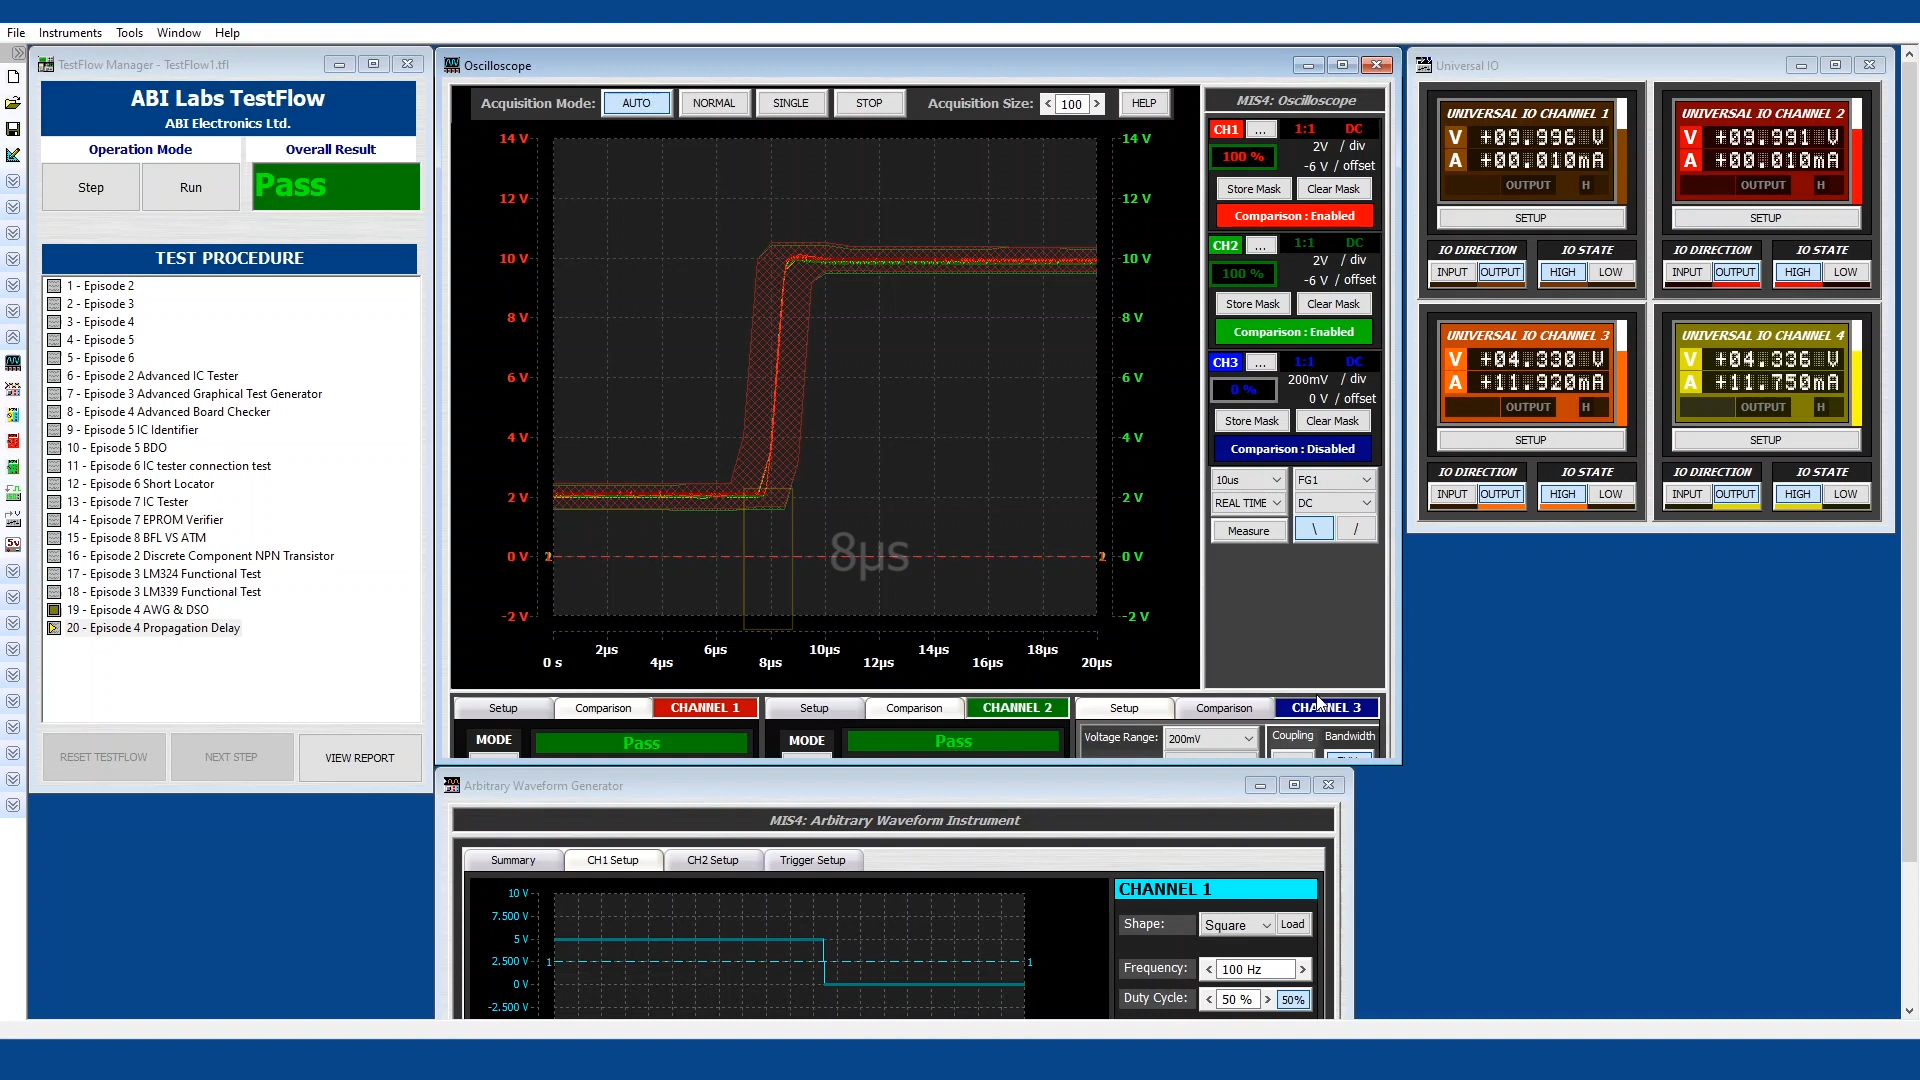 File Instruments Tools Window Help
TestFlow Manager - TestFlow1.tfl
ABI Labs TestFlow
ABI Electronics Ltd.
Operation Mode Overall Result
Step Run Pass
TEST PROCEDURE
1 - Episode 2
2 - Episode 3
3 - Episode 4
4 - Episode 5
5 - Episode 6
6 - Episode 2 Advanced IC Tester
7 - Episode 3 Advanced Graphical Test Generator
8 - Episode 4 Advanced Board Checker
9 - Episode 5 IC Identifier
10 - Episode 5 BDO
11 - Episode 6 IC tester connection test
12 - Episode 6 Short Locator
13 - Episode 7 IC Tester
14 - Episode 7 EPROM Verifier
15 - Episode 8 BFL VS ATM
16 - Episode 2 Discrete Component NPN Transistor
17 - Episode 3 LM324 Functional Test
18 - Episode 3 LM339 Functional Test
19 - Episode 4 AWG & DSO
20 - Episode 4 Propagation Delay
RESET TESTFLOW NEXT STEP VIEW REPORT
Oscilloscope
Acquisition Mode: AUTO NORMAL SINGLE STOP Acquisition Size: < 100 > HELP
14 V 14 V
12 V 12 V
10 V 10 V
8 V 8 V
6 V 6 V
4 V 4 V
2 V 2 V
0 V 2 8µs 2 0 V
-2 V -2 V
2µs 6µs 10µs 14µs 18µs
0 s 4µs 8µs 12µs 16µs 20µs
MIS4: Oscilloscope
CH1 ... 1:1 DC
2V / div
100 %
-6 V / offset
Store Mask Clear Mask
Comparison : Enabled
CH2 ... 1:1 DC
2V / div
100 %
-6 V / offset
Store Mask Clear Mask
Comparison : Enabled
CH3 ... 1:1 DC
200mV / div
0 %
0 V / offset
Store Mask Clear Mask
Comparison : Disabled
10us FG1
REAL TIME DC
Measure \ /
Setup Comparison CHANNEL 1 Setup Comparison CHANNEL 2 Setup Comparison CHANNEL 3
MODE Pass MODE Pass Voltage Range: 200mV Coupling Bandwidth
Arbitrary Waveform Generator
MIS4: Arbitrary Waveform Instrument
Summary CH1 Setup CH2 Setup Trigger Setup
10 V
7.500 V
5 V
2.500 V 1 1
0 V
-2.500 V
CHANNEL 1
Shape: Square Load
Frequency: < 100 Hz >
Duty Cycle: < 50 % > 50%
Universal IO
UNIVERSAL IO CHANNEL 1
V +09.996 V
A +00.010mA
OUTPUT H
SETUP
IO DIRECTION IO STATE
INPUT OUTPUT HIGH LOW
UNIVERSAL IO CHANNEL 2
V +09.991 V
A +00.010mA
OUTPUT H
SETUP
IO DIRECTION IO STATE
INPUT OUTPUT HIGH LOW
UNIVERSAL IO CHANNEL 3
V +04.330 V
A +11.920mA
OUTPUT H
SETUP
IO DIRECTION IO STATE
INPUT OUTPUT HIGH LOW
UNIVERSAL IO CHANNEL 4
V +04.336 V
A +11.750mA
OUTPUT H
SETUP
IO DIRECTION IO STATE
INPUT OUTPUT HIGH LOW